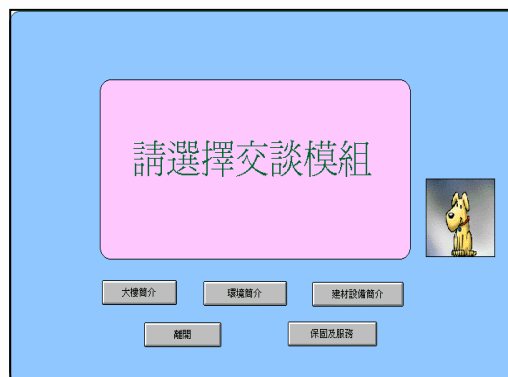 請選擇交談模組
大樓簡介
環境簡介
建材設備簡介
離開
保固及服務